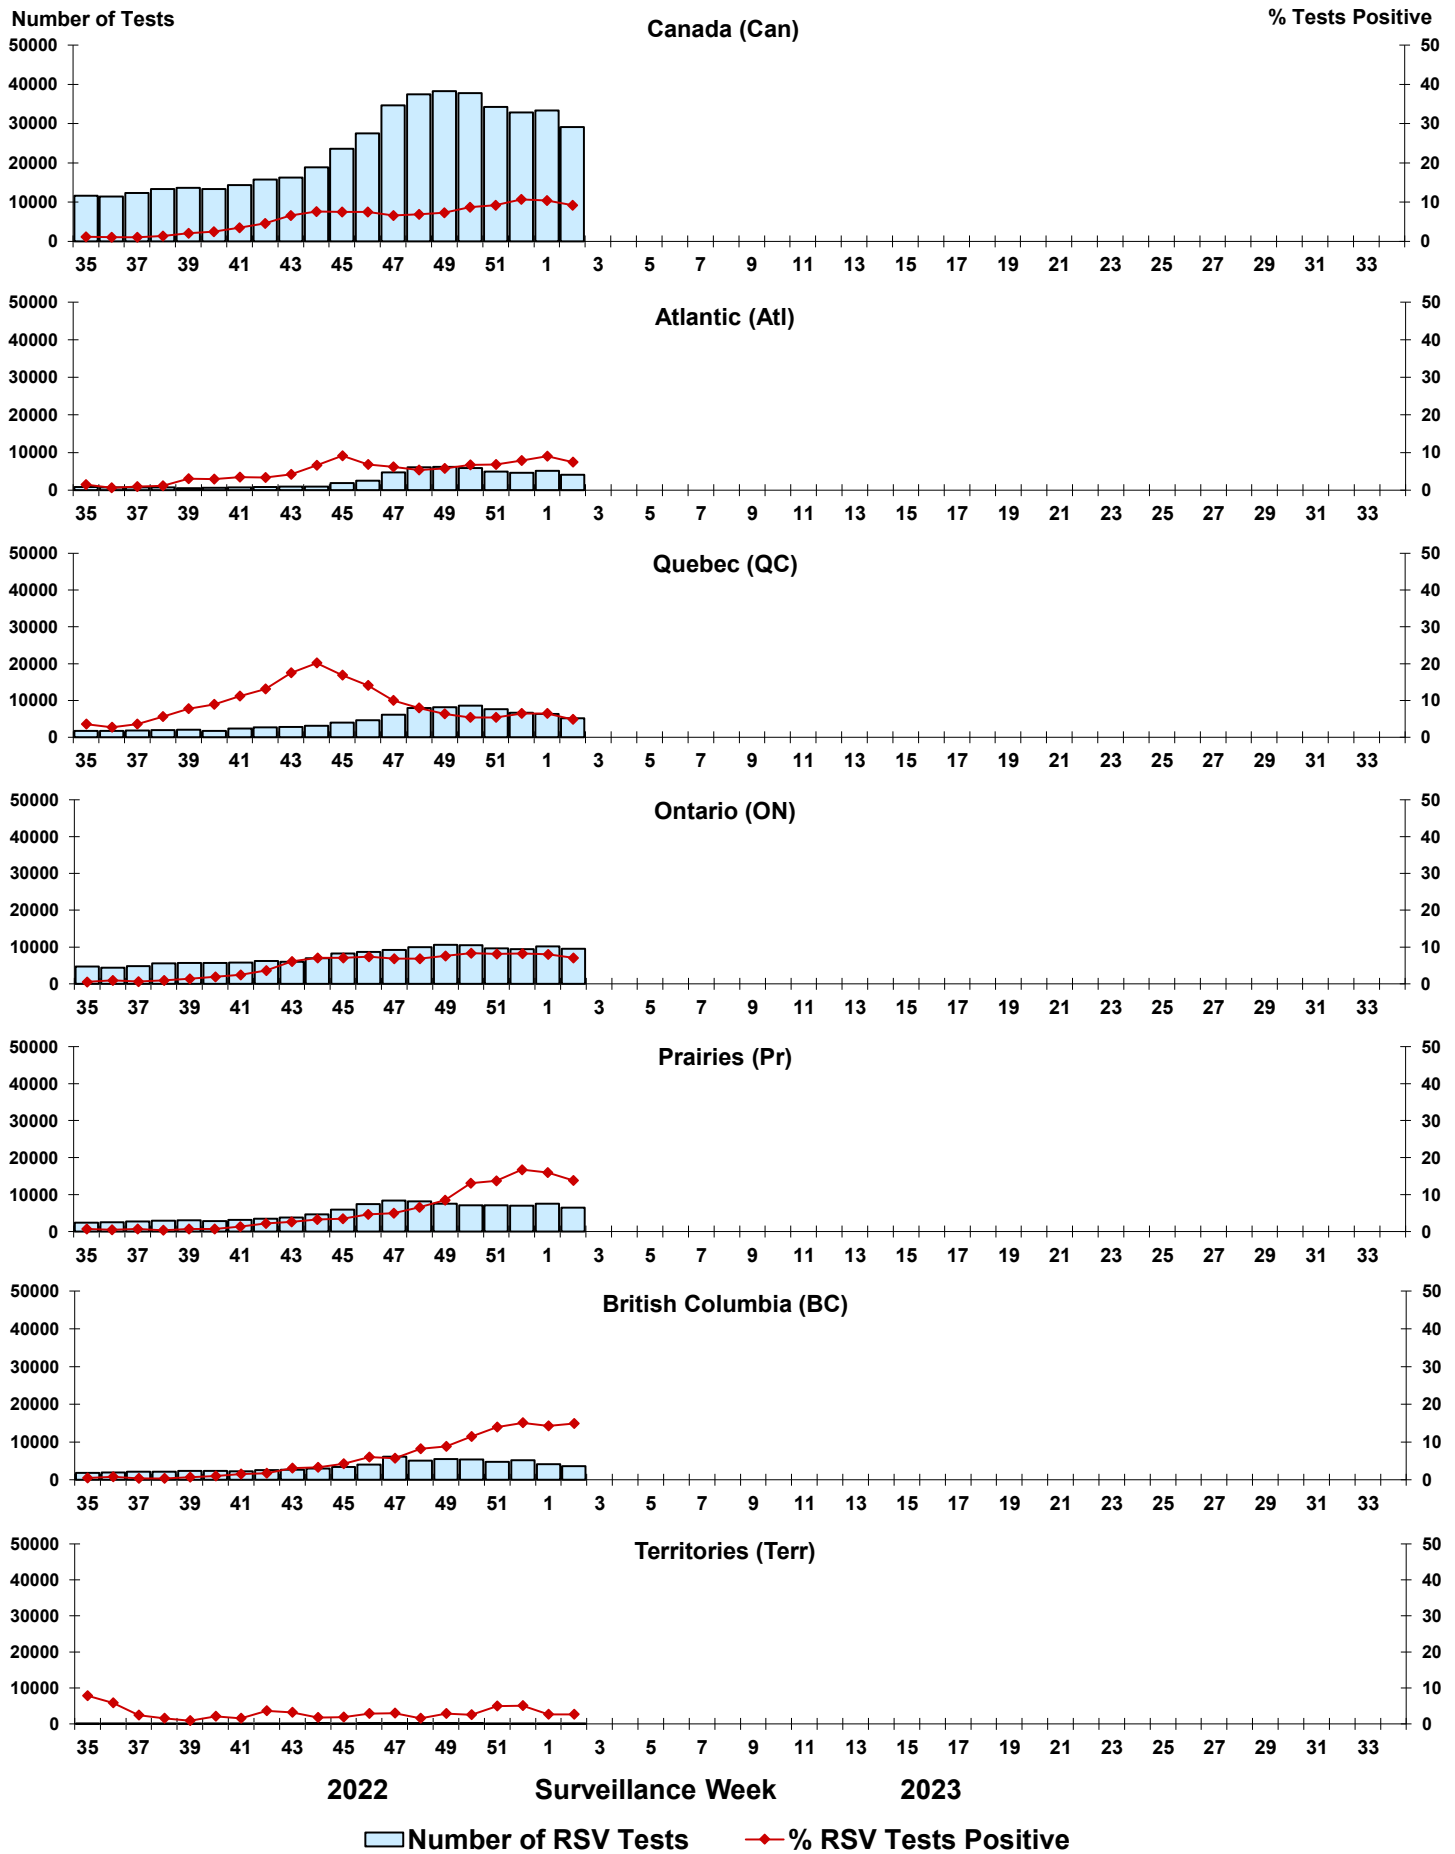 Number of Tests
% Tests Positive
Canada (Can)
50000 50
40000 40
30000 30
20000 20
10000 10
0 0
35 37 39 41 43 45 47 49 51 1 3 5 7 9 11 13 15 17 19 21 23 25 27 29 31 33
Atlantic (Atl)
50000 50
40000 40
30000 30
20000 20
10000 10
0 0
35 37 39 41 43 45 47 49 51 1 3 5 7 9 11 13 15 17 19 21 23 25 27 29 31 33
Quebec (QC)
50000 50
40000 40
30000 30
20000 20
10000 10
0 0
35 37 39 41 43 45 47 49 51 1 3 5 7 9 11 13 15 17 19 21 23 25 27 29 31 33
Ontario (ON)
50000 50
40000 40
30000 30
20000 20
10000 10
0 0
35 37 39 41 43 45 47 49 51 1 3 5 7 9 11 13 15 17 19 21 23 25 27 29 31 33
Prairies (Pr)
50000 50
40000 40
30000 30
20000 20
10000 10
0 0
35 37 39 41 43 45 47 49 51 1 3 5 7 9 11 13 15 17 19 21 23 25 27 29 31 33
British Columbia (BC)
50000 50
40000 40
30000 30
20000 20
10000 10
0 0
35 37 39 41 43 45 47 49 51 1 3 5 7 9 11 13 15 17 19 21 23 25 27 29 31 33
Territories (Terr)
50000 50
40000 40
30000 30
20000 20
10000 10
0 0
35 37 39 41 43 45 47 49 51 1 3 5 7 9 11 13 15 17 19 21 23 25 27 29 31 33
2022 Surveillance Week 2023
Number of RSV Tests % RSV Tests Positive